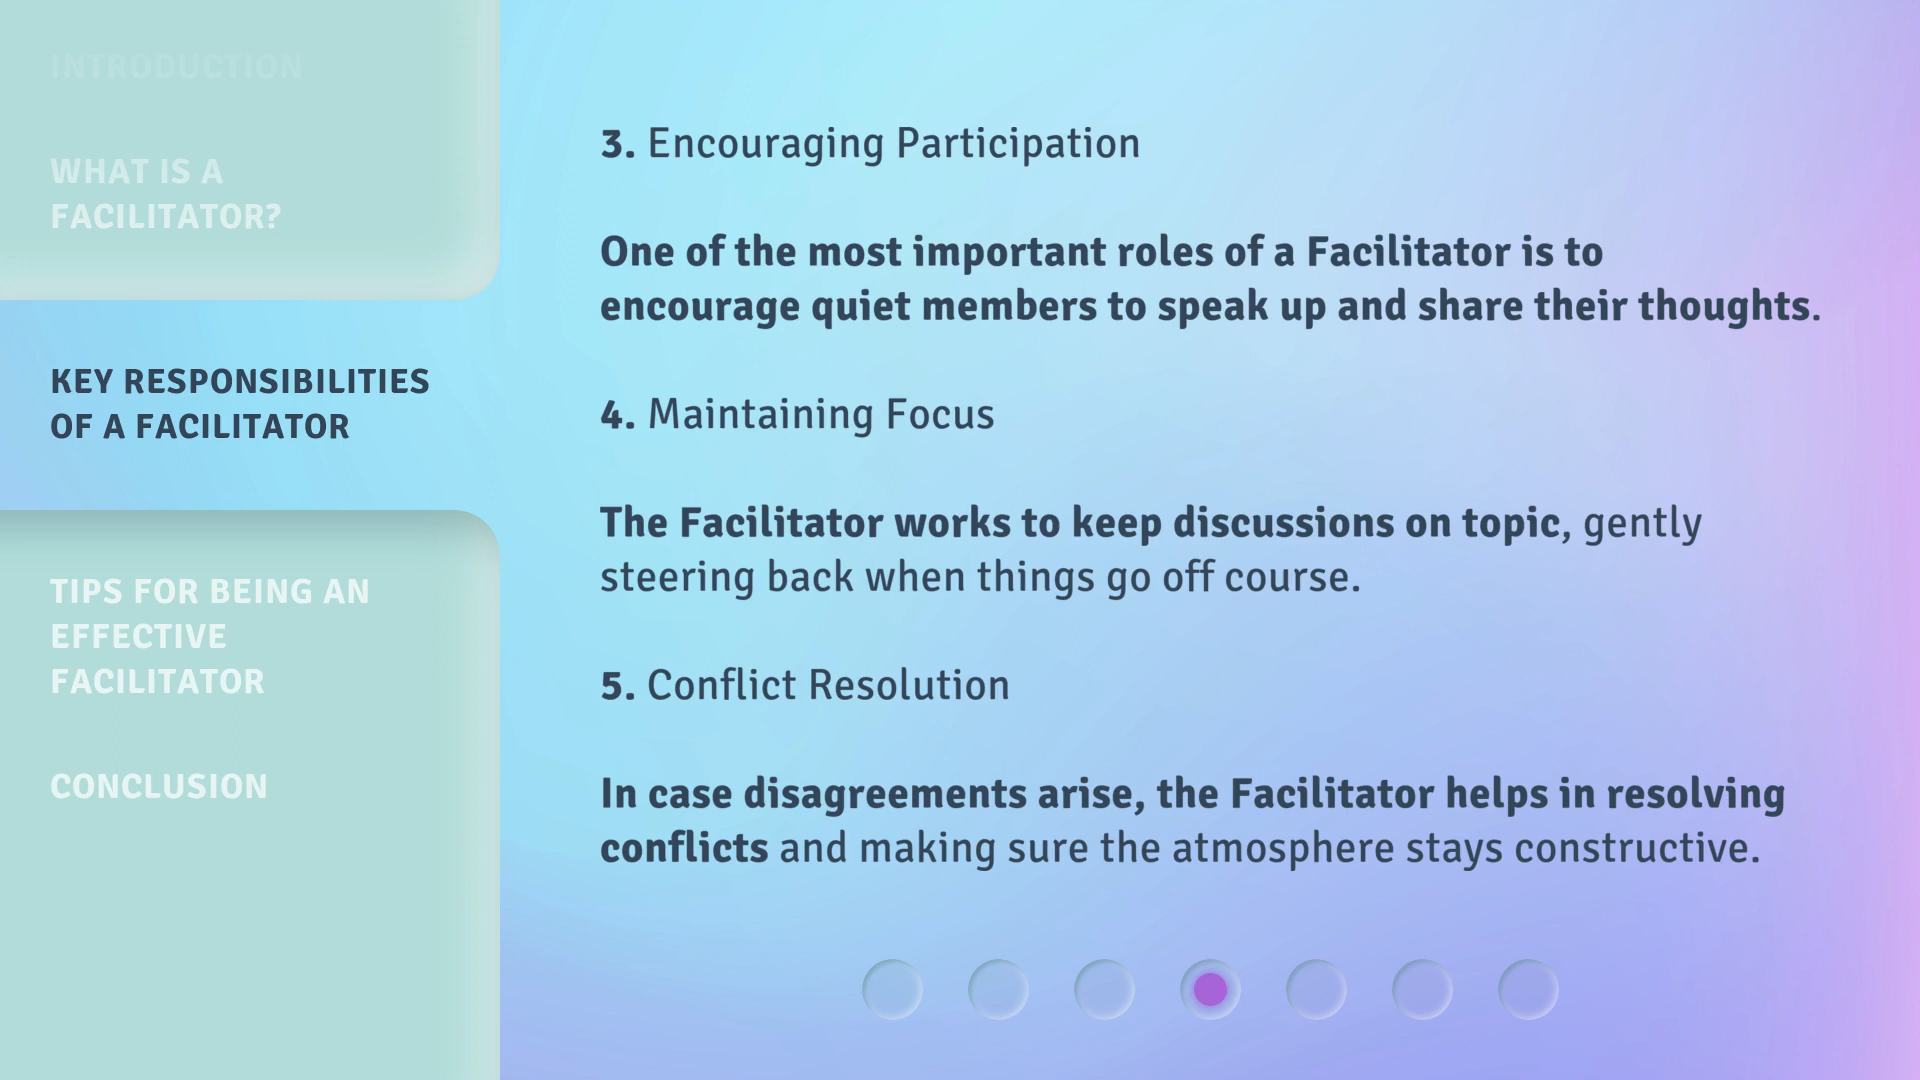 INTRODUCTION
WHAT IS A
FACILITATOR?
KEY RESPONSIBILITIES
OF A FACILITATOR
TIPS FOR BEING AN
EFFECTIVE
FACILITATOR
CONCLUSION
3. Encouraging Participation
One of the most important roles of a Facilitator is to
encourage quiet members to speak up and share their thoughts.
4. Maintaining Focus
The Facilitator works to keep discussions on topic, gently
steering back when things go off course.
5. Conflict Resolution
In case disagreements arise, the Facilitator helps in resolving
conflicts and making sure the atmosphere stays constructive.